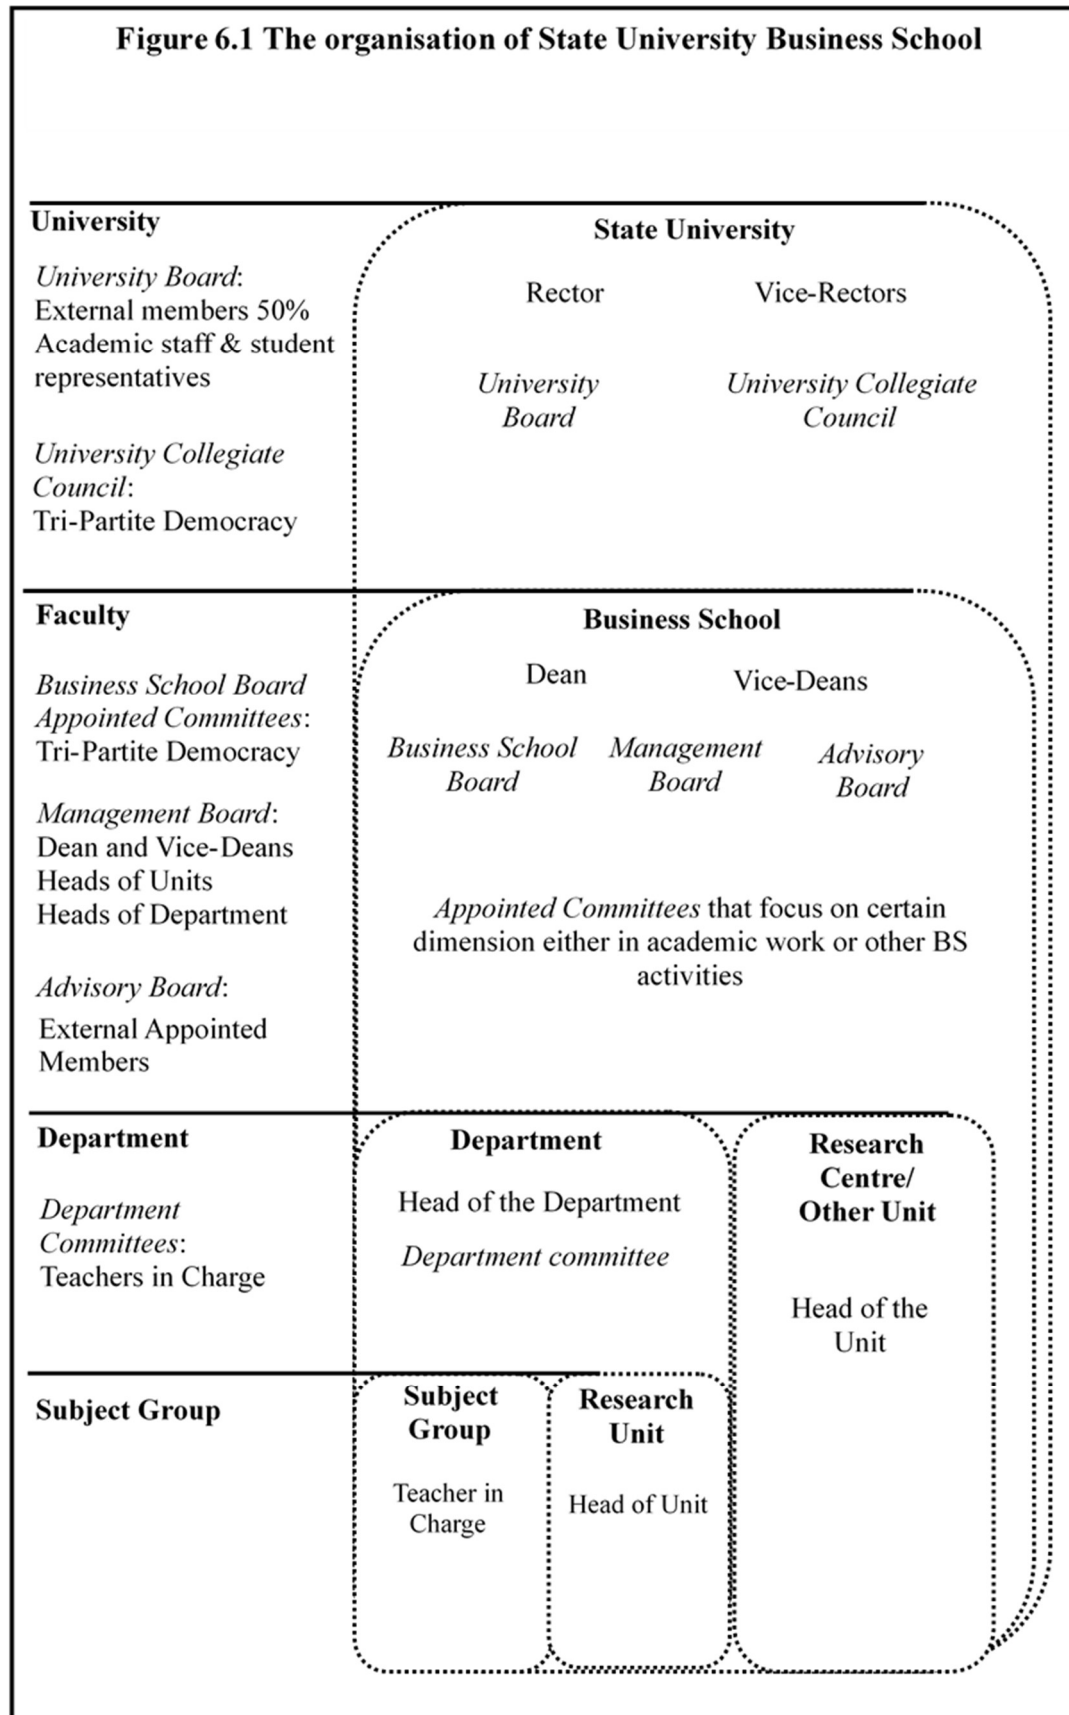 Figure 6.1 The organisation of State University Business School
University
University Board:
External members 50%
Academic staff & student
representatives
University Collegiate
Council:
Tri-Partite Democracy
State University
Rector
Vice-Rectors
University
Board
University Collegiate
Council
Faculty
Business School Board
Appointed Committees:
Tri-Partite Democracy
Management Board:
Dean and Vice-Deans
Heads of Units
Heads of Department
Advisory Board:
External Appointed
Members
Business School
Dean
Vice-Deans
Business School
Board
Management
Board
Advisory
Board
Appointed Committees that focus on certain
dimension either in academic work or other BS
activities
Department
Department
Committees:
Teachers in Charge
Department
Head of the Department
Department committee
Research
Centre/
Other Unit
Head of the
Unit
Subject Group
Subject
Group
Teacher in
Charge
Research
Unit
Head of Unit